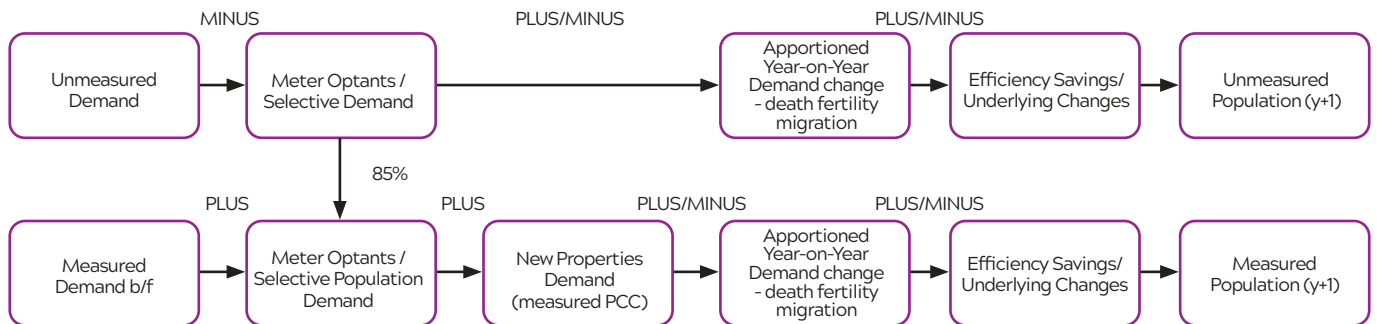 MINUS
PLUS/MINUS
PLUS/MINUS
Unmeasured
Demand
Meter Optants /
Selective Demand
Apportioned
Year-on-Year
Demand change
- death fertility
migration
Efficiency Savings/
Underlying Changes
Unmeasured
Population (y+1)
85%
PLUS
PLUS
PLUS/MINUS
PLUS/MINUS
Measured
Demand b/f
Meter Optants /
Selective Population
Demand
New Properties
Demand
(measured PCC)
Apportioned
Year-on-Year
Demand change
- death fertility
migration
Efficiency Savings/
Underlying Changes
Measured
Population (y+1)